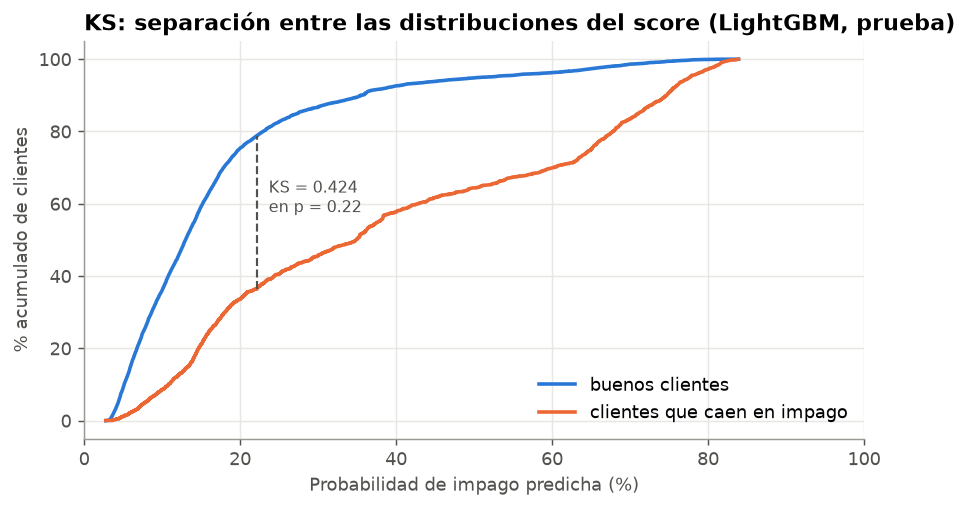 KS: separación entre las distribuciones del score (LightGBM, prueba)
100
80
60
40
20
0
% acumulado de clientes
KS = 0.424
en p = 0.22
buenos clientes
clientes que caen en impago
0 20 40 60 80 100
Probabilidad de impago predicha (%)